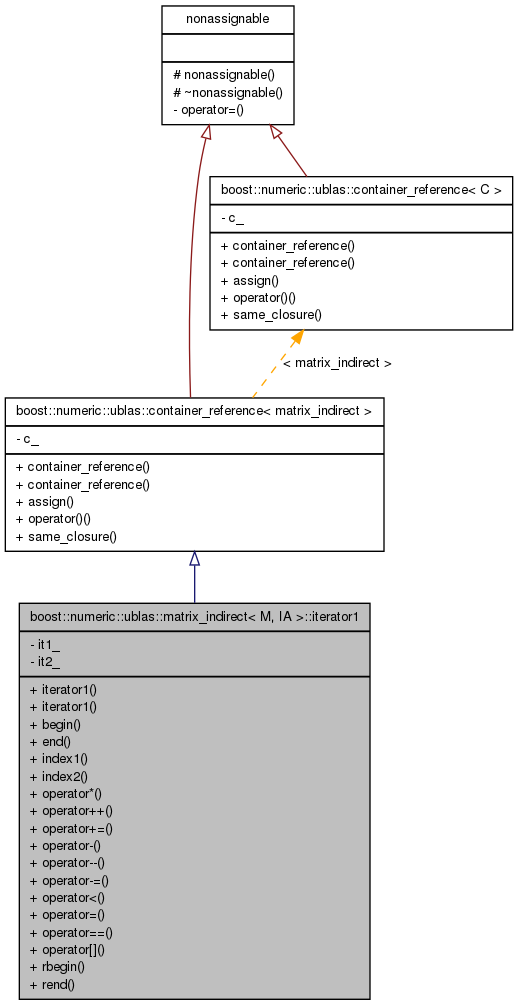 nonassignable
# nonassignable()
# ~nonassignable()
- operator=()
boost::numeric::ublas::container_reference< C >
- c_
+ container_reference()
+ container_reference()
+ assign()
+ operator()()
+ same_closure()
< matrix_indirect >
boost::numeric::ublas::container_reference< matrix_indirect >
- c_
+ container_reference()
+ container_reference()
+ assign()
+ operator()()
+ same_closure()
boost::numeric::ublas::matrix_indirect< M, IA >::iterator1
- it1_
- it2_
+ iterator1()
+ iterator1()
+ begin()
+ end()
+ index1()
+ index2()
+ operator*()
+ operator++()
+ operator+=()
+ operator-()
+ operator--()
+ operator-=()
+ operator<()
+ operator=()
+ operator==()
+ operator[]()
+ rbegin()
+ rend()